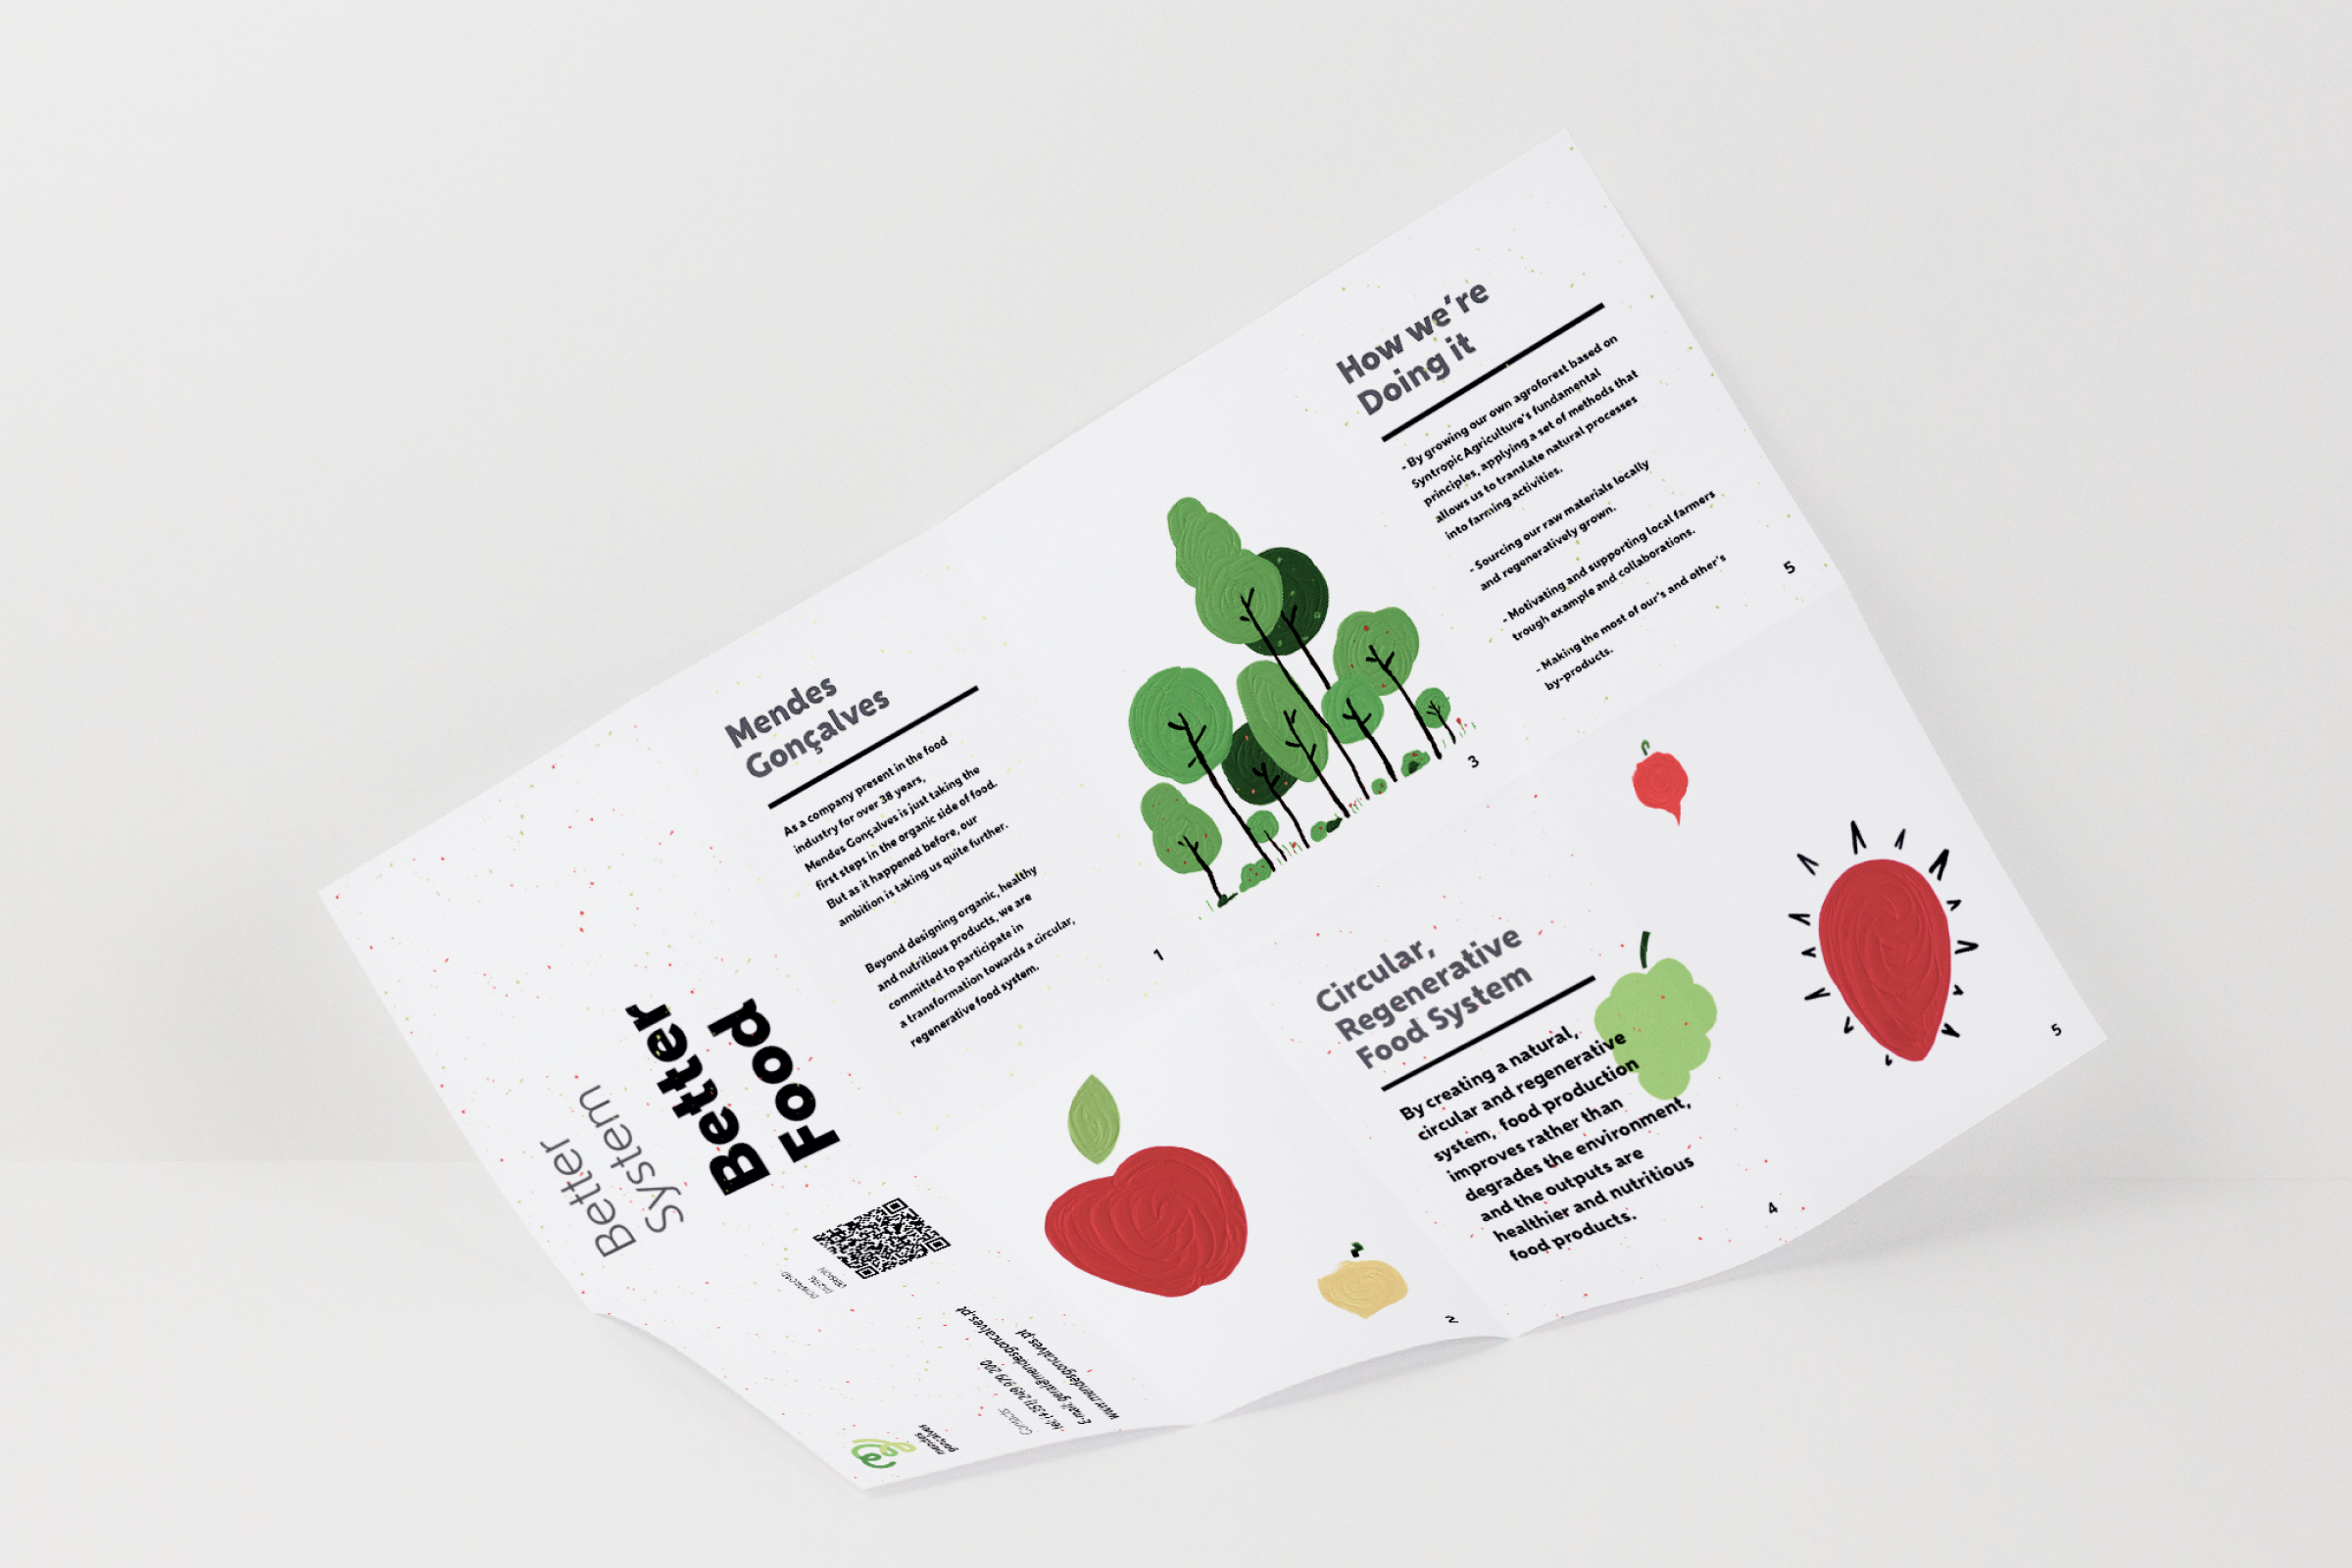 Better
System
Better
Food
DOWNLOAD
DIGITAL
VERSION
Contacts:
Tel: (+351) 249 979 200
E-mail: geral@mendesgoncalves.pt
www.mendesgoncalves.pt
mendes
gonçalves
Mendes
Gonçalves
As a company present in the food
industry for over 38 years,
Mendes Gonçalves is just taking the
first steps in the organic side of food.
But as it happened before, our
ambition is taking us quite further.
Beyond designing organic, healthy
and nutritious products, we are
committed to participate in
a transformation towards a circular,
regenerative food system.
1
2
3
Circular,
Regenerative
Food System
By creating a natural,
circular and regenerative
system, food production
improves rather than
degrades the environment,
and the outputs are
healthier and nutritious
food products.
4
How we're
Doing it
- By growing our own agroforest based on
Syntropic Agriculture's fundamental
principles, applying a set of methods that
allows us to translate natural processes
into farming activities.
- Sourcing our raw materials locally
and regeneratively grown.
- Motivating and supporting local farmers
trough example and collaborations.
- Making the most of our's and other's
by-products.
5
5